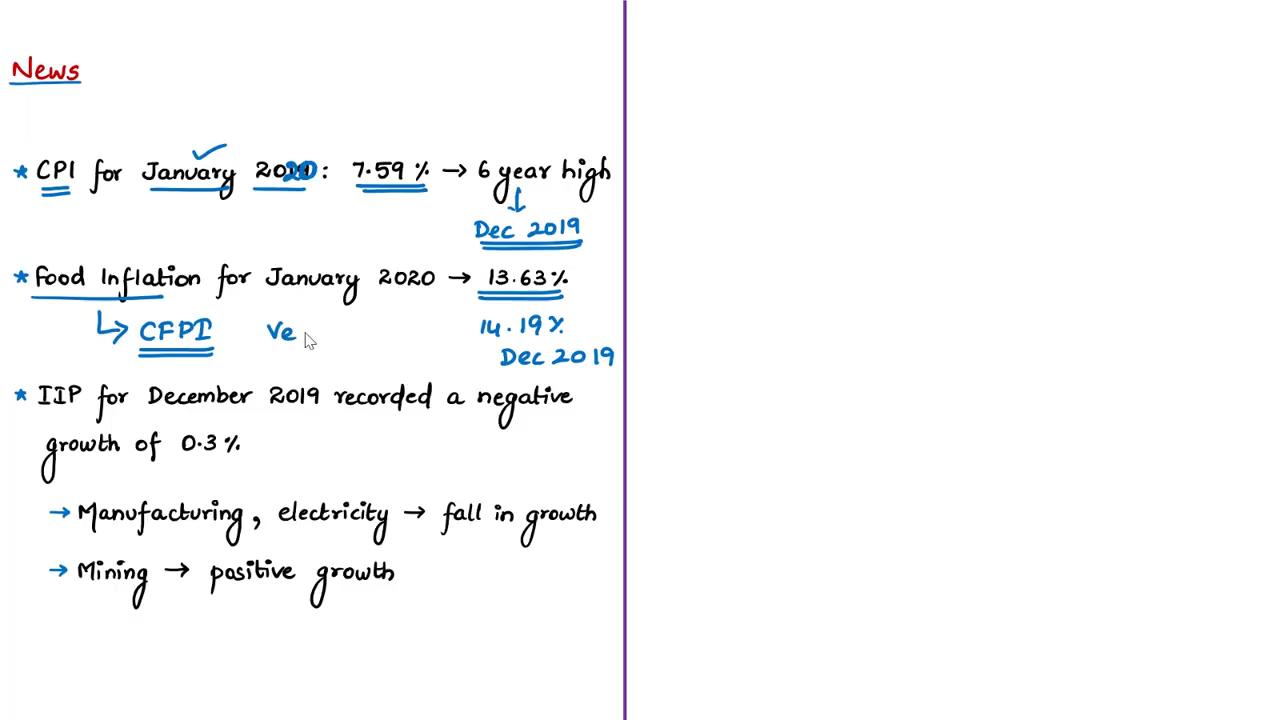 News
* CPI for January 2020 : 7.59 % → 6 year high
Dec 2019
* Food Inflation for January 2020 → 13.63%
CFPI Ve
14.19%
Dec 2019
* IIP for December 2019 recorded a negative
growth of 0.3 %
→ Manufacturing, electricity → fall in growth
→ Mining → positive growth